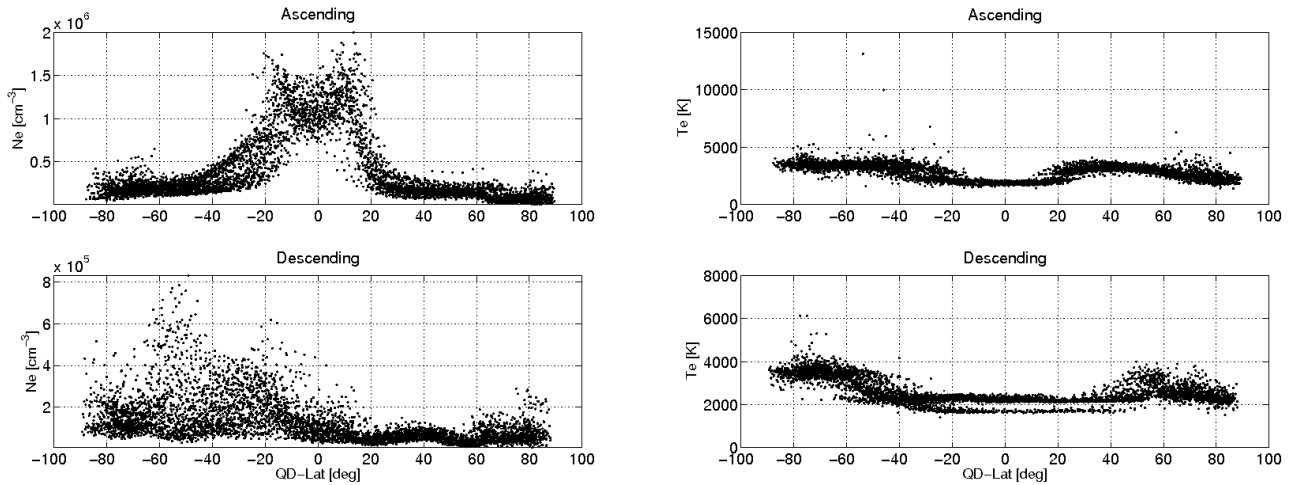 Ascending
x 10⁶
2
1.5
1
0.5
Ne [cm⁻³]
−100 −80 −60 −40 −20 0 20 40 60 80 100
Ascending
15000
10000
5000
0
Te [K]
−100 −80 −60 −40 −20 0 20 40 60 80 100
Descending
x 10⁵
8
6
4
2
Ne [cm⁻³]
−100 −80 −60 −40 −20 0 20 40 60 80 100
QD−Lat [deg]
Descending
8000
6000
4000
2000
0
Te [K]
−100 −80 −60 −40 −20 0 20 40 60 80 100
QD−Lat [deg]